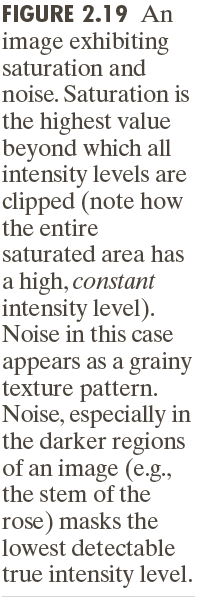 FIGURE 2.19 An
image exhibiting
saturation and
noise. Saturation is
the highest value
beyond which all
intensity levels are
clipped (note how
the entire
saturated area has
a high, constant
intensity level).
Noise in this case
appears as a grainy
texture pattern.
Noise, especially in
the darker regions
of an image (e.g.,
the stem of the
rose) masks the
lowest detectable
true intensity level.